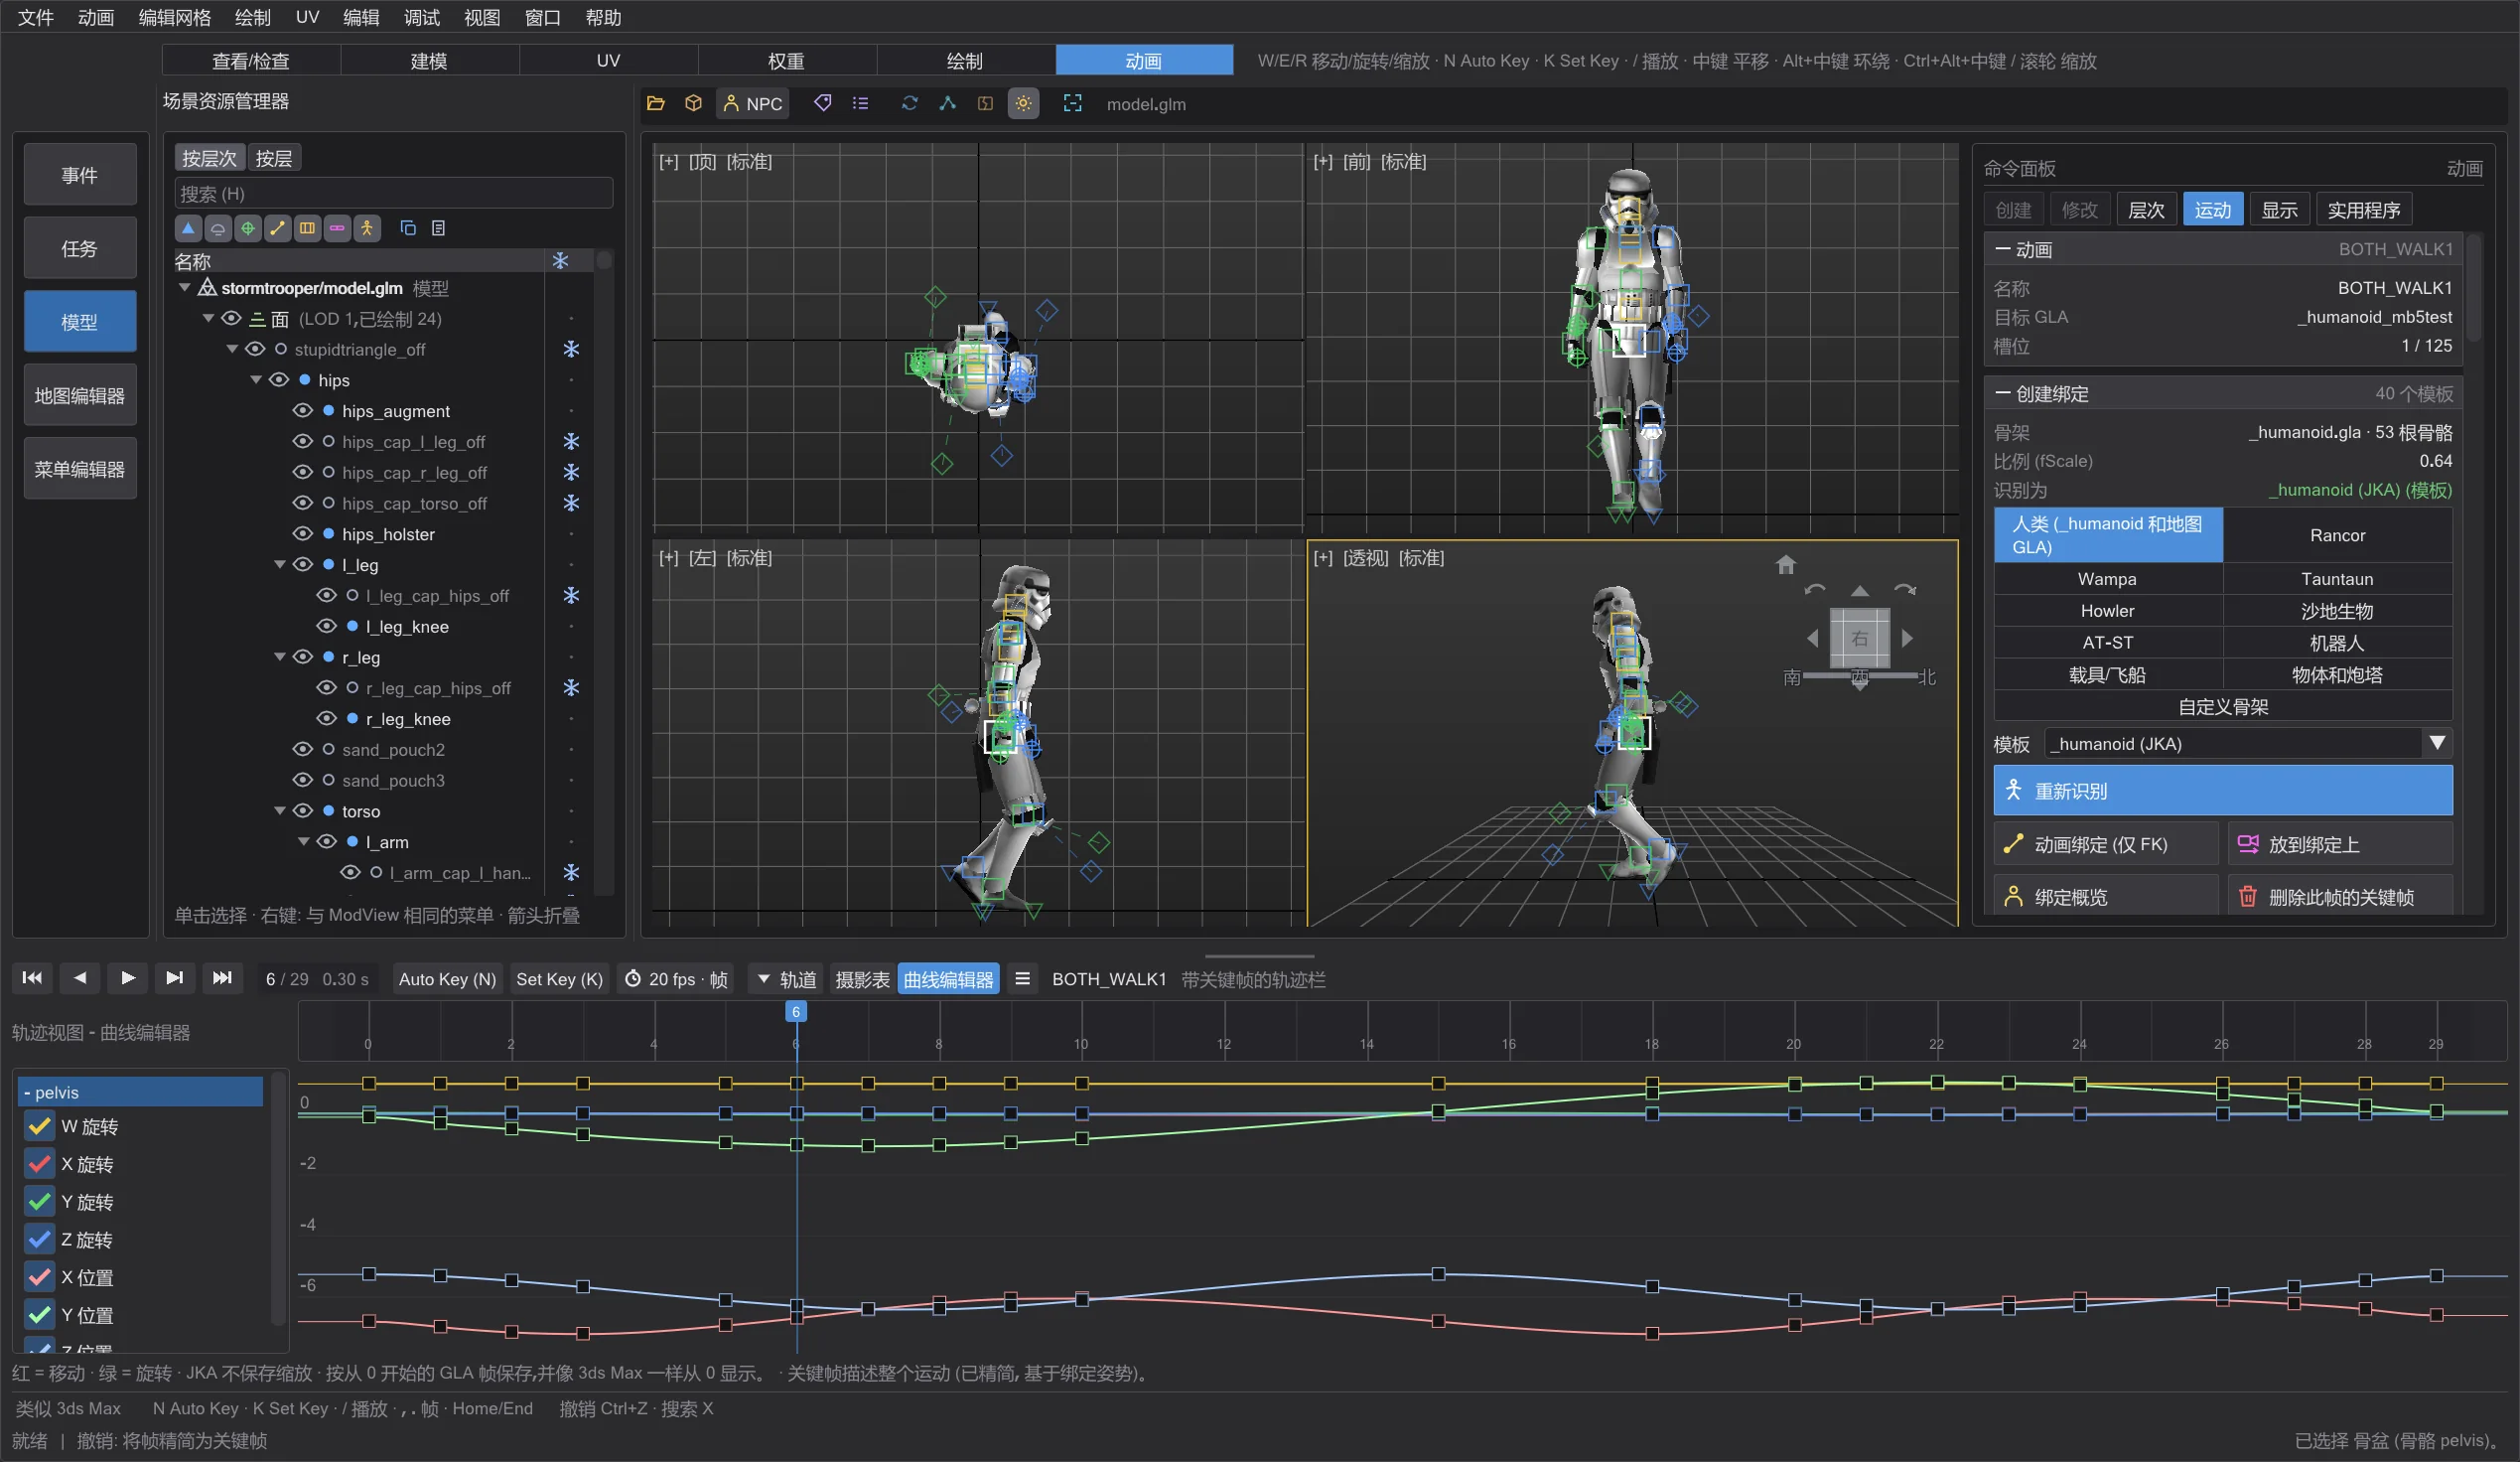 文件 动画 编辑网格 绘制 UV 编辑 调试 视图 窗口 帮助
查看/检查 建模 UV 权重 绘制 动画 W/E/R 移动/旋转/缩放 · N Auto Key · K Set Key · / 播放 · 中键 平移 · Alt+中键 环绕 · Ctrl+Alt+中键 / 滚轮 缩放
场景资源管理器
NPC model.glm
事件
任务
模型
地图编辑器
菜单编辑器
按层次 按层
搜索 (H)
名称
stormtrooper/model.glm 模型
面 (LOD 1,已绘制 24)
stupidtriangle_off
hips
hips_augment
hips_cap_l_leg_off
hips_cap_r_leg_off
hips_cap_torso_off
hips_holster
l_leg
l_leg_cap_hips_off
l_leg_knee
r_leg
r_leg_cap_hips_off
r_leg_knee
sand_pouch2
sand_pouch3
torso
l_arm
l_arm_cap_l_han...
单击选择 · 右键: 与 ModView 相同的菜单 · 箭头折叠
[+] [顶] [标准]
[+] [前] [标准]
[+] [左] [标准]
[+] [透视] [标准]
右
南 西 北
命令面板 动画
创建 修改 层次 运动 显示 实用程序
动画 BOTH_WALK1
名称 BOTH_WALK1
目标 GLA _humanoid_mb5test
槽位 1 / 125
创建绑定 40 个模板
骨架 _humanoid.gla · 53 根骨骼
比例 (fScale) 0.64
识别为 _humanoid (JKA) (模板)
人类 (_humanoid 和地图 GLA) Rancor
Wampa Tauntaun
Howler 沙地生物
AT-ST 机器人
载具/飞船 物体和炮塔
自定义骨架
模板 _humanoid (JKA)
重新识别
动画绑定 (仅 FK) 放到绑定上
绑定概览 删除此帧的关键帧
6 / 29 0.30 s Auto Key (N) Set Key (K) 20 fps · 帧 轨道 摄影表 曲线编辑器 BOTH_WALK1 带关键帧的轨迹栏
轨迹视图 - 曲线编辑器
6
0 2 4 6 8 10 12 14 16 18 20 22 24 26 28 29
- pelvis
W 旋转
X 旋转
Y 旋转
Z 旋转
X 位置
Y 位置
Z 位置
0
-2
-4
-6
红 = 移动 · 绿 = 旋转 · JKA 不保存缩放 · 按从 0 开始的 GLA 帧保存,并像 3ds Max 一样从 0 显示。 · 关键帧描述整个运动 (已精简, 基于绑定姿势)。
类似 3ds Max N Auto Key · K Set Key · / 播放 · , . 帧 · Home/End 撤销 Ctrl+Z · 搜索 X
就绪 | 撤销: 将帧精简为关键帧 已选择 骨盆 (骨骼 pelvis)。